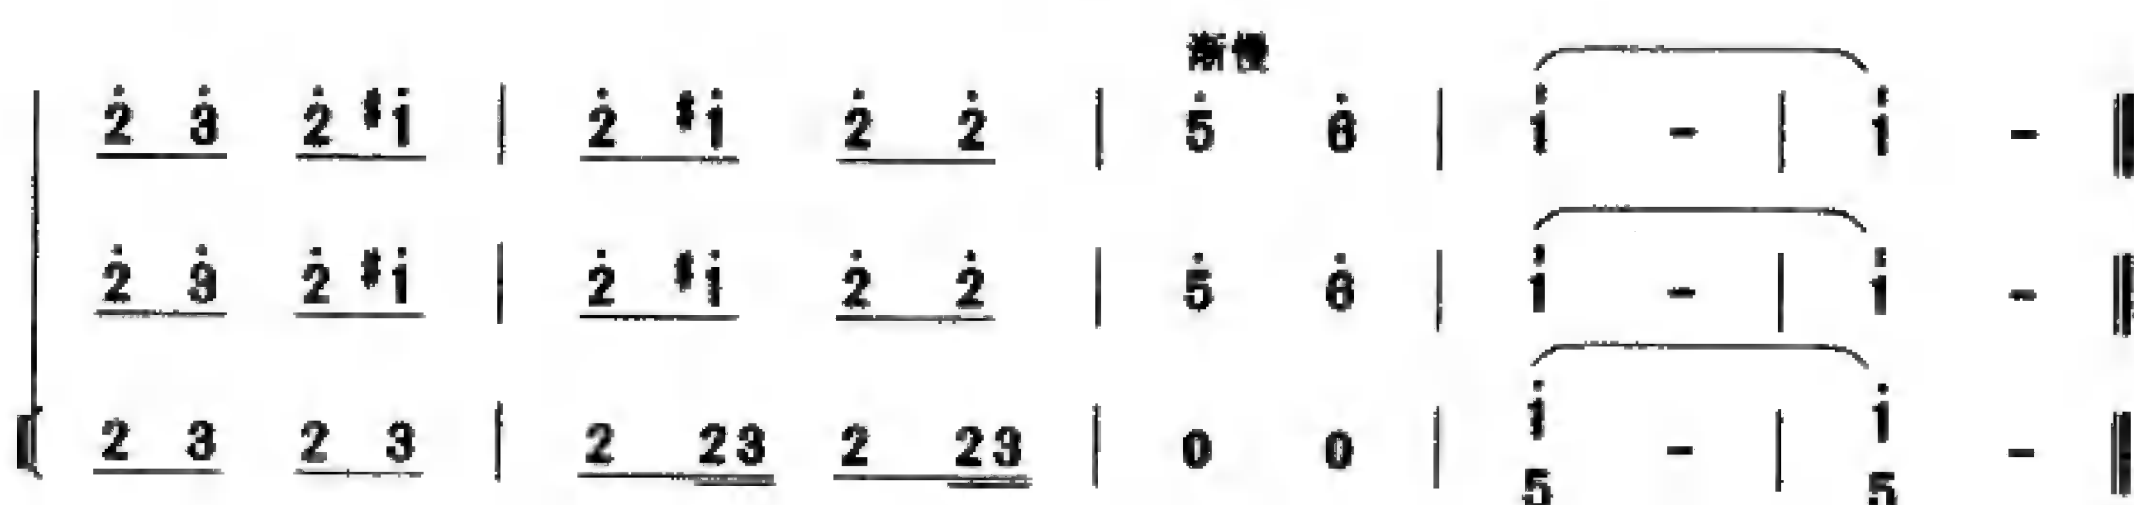 渐慢
2̇ 3̇ 2̇ #1̇ | 2̇ #1̇ 2̇ 2̇ | 5̇ 6̇ | 1̈ - | 1̈ - ‖
2̇ 3̇ 2̇ #1̇ | 2̇ #1̇ 2̇ 2̇ | 5̇ 6̇ | 1̈ - | 1̈ - ‖
2 3 2 3 | 2 23 2 23 | 0 0 | 1̇ - | 1̇ - ‖
5 5